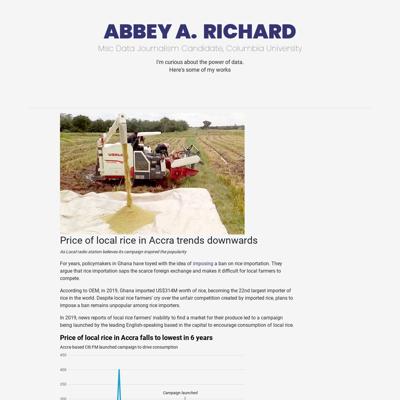 ABBEY A. RICHARD
Msc Data Journalism Candidate, Columbia University
I'm curious about the power of data.
Here's some of my works
Price of local rice in Accra trends downwards
As Local radio station believes its campaign inspired the popularity
For years, policymakers in Ghana have toyed with the idea of imposing a ban on rice importation. They
argue that rice importation saps the scarce foreign exchange and makes it difficult for local farmers to
compete.
According to OEM, in 2019, Ghana imported US$314M worth of rice, becoming the 22nd largest importer of
rice in the world. Despite local rice farmers' cry over the unfair competition created by imported rice, plans to
impose a ban remains unpopular among rice importers.
In 2019, news reports of local rice farmers' inability to find a market for their produce led to a campaign
being launched by the leading English-speaking based in the capital to encourage consumption of local rice.
Price of local rice in Accra falls to lowest in 6 years
Accra-based Citi FM launched campaign to drive consumption
450
400
350
Campaign launched
300